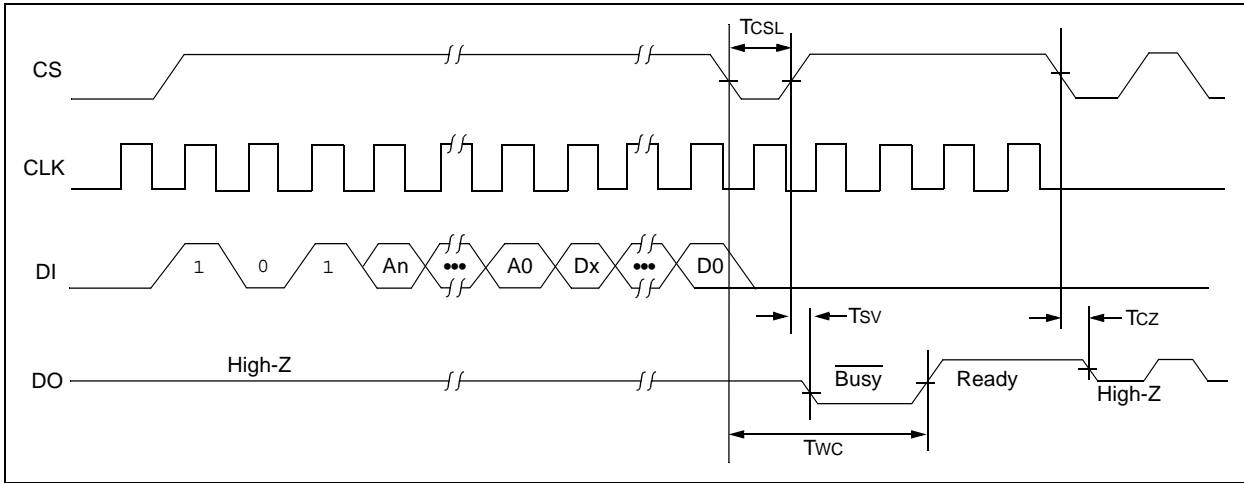 TCSL
CS
CLK
DI
1 0 1 An ••• A0 Dx ••• D0
TSV
TCZ
DO
High-Z
Busy
Ready
High-Z
TWC